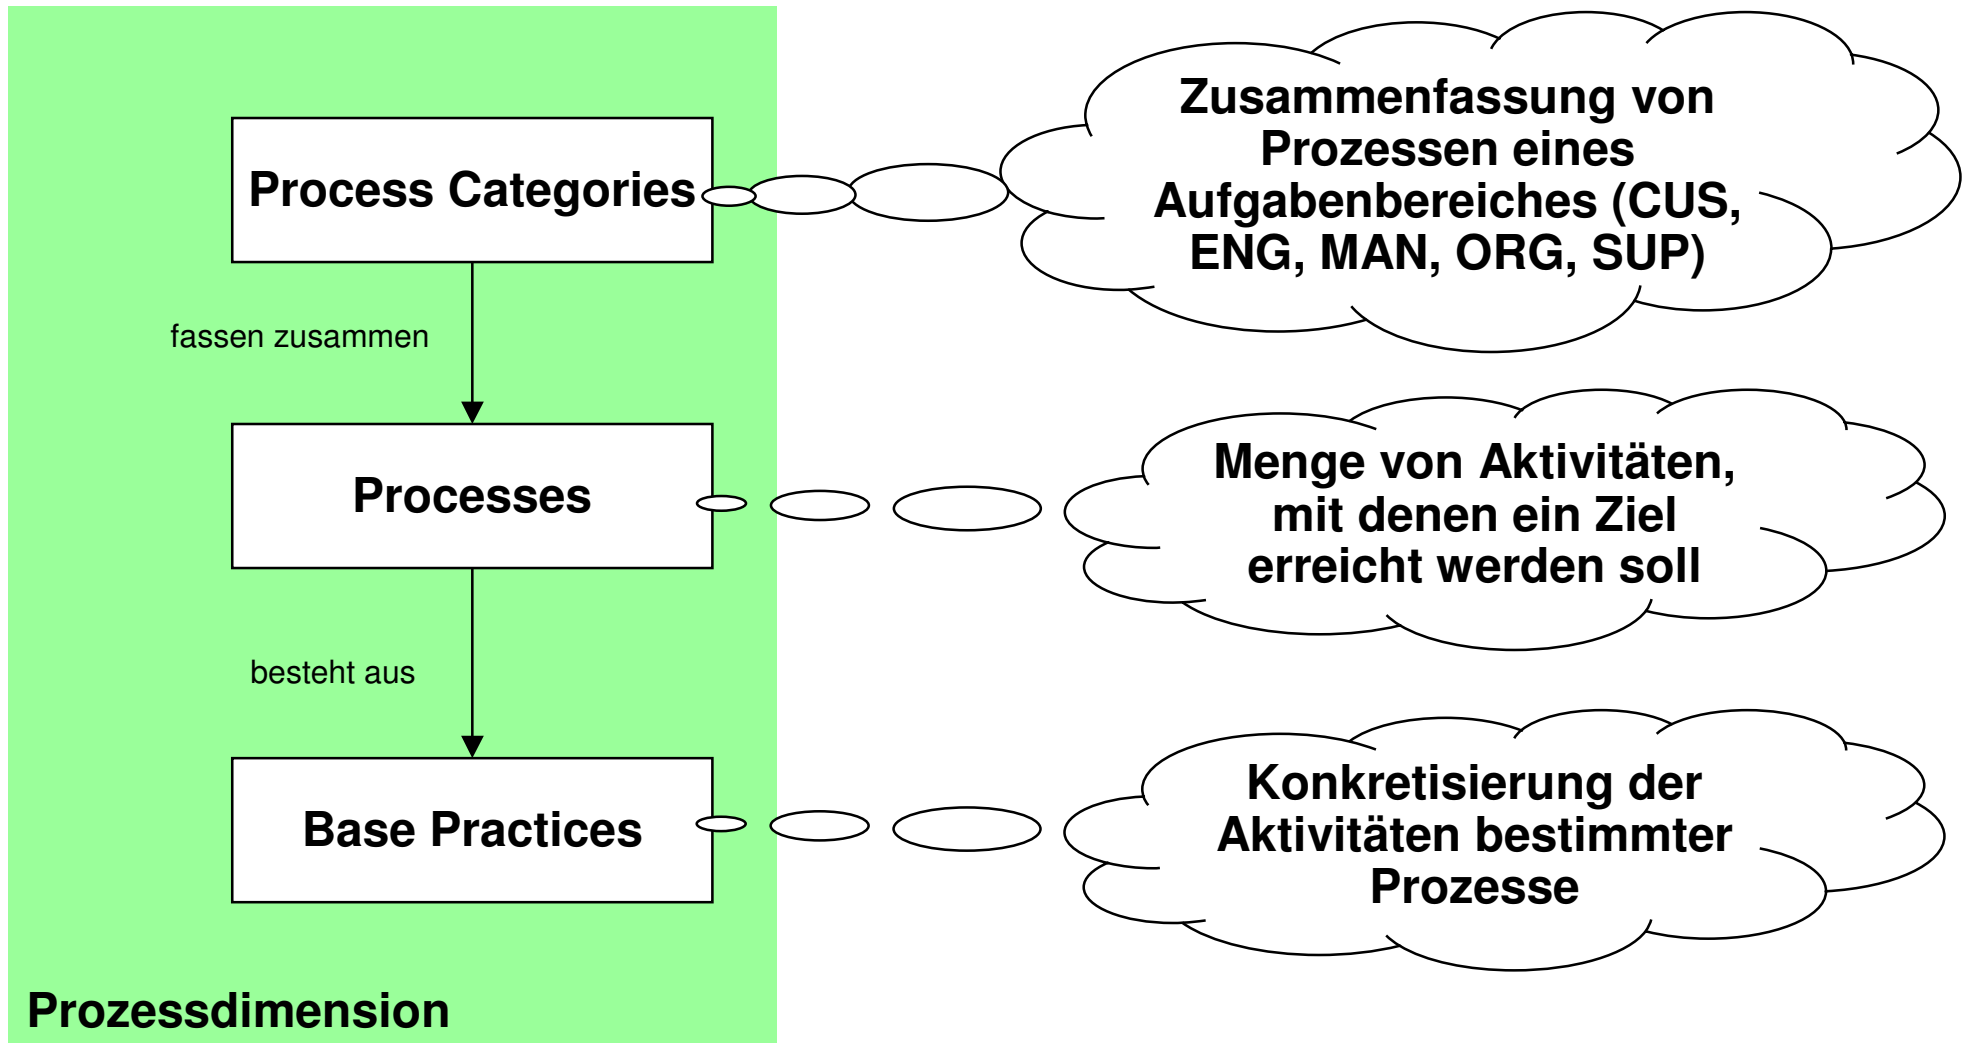 Process Categories
Zusammenfassung von
Prozessen eines
Aufgabenbereiches (CUS,
ENG, MAN, ORG, SUP)
fassen zusammen
Processes
Menge von Aktivitäten,
mit denen ein Ziel
erreicht werden soll
besteht aus
Base Practices
Konkretisierung der
Aktivitäten bestimmter
Prozesse
Prozessdimension